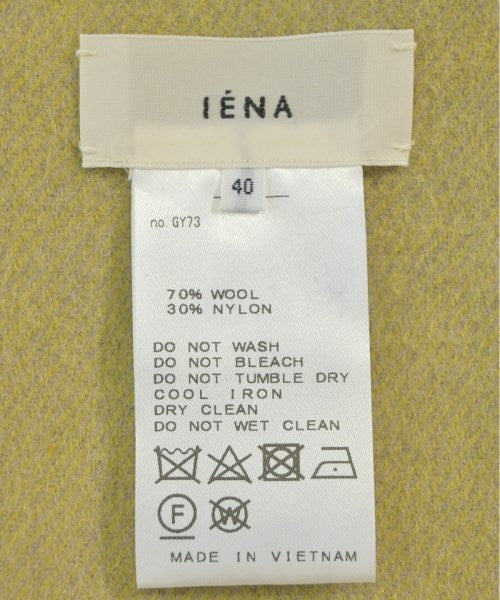 IÉNA
40
no. GY73
70% WOOL
30% NYLON
DO NOT WASH
DO NOT BLEACH
DO NOT TUMBLE DRY
COOL IRON
DRY CLEAN
DO NOT WET CLEAN
F W
MADE IN VIETNAM